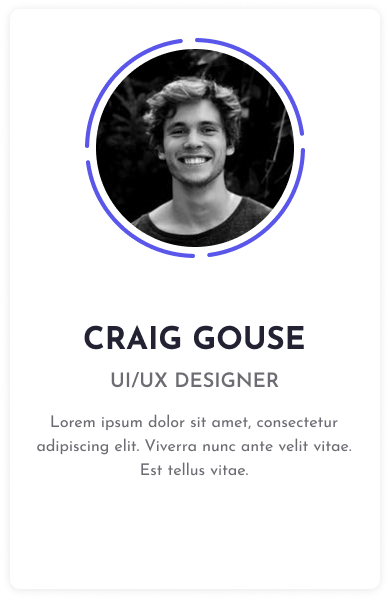 CRAIG GOUSE
UI/UX DESIGNER
Lorem ipsum dolor sit amet, consectetur
adipiscing elit. Viverra nunc ante velit vitae.
Est tellus vitae.